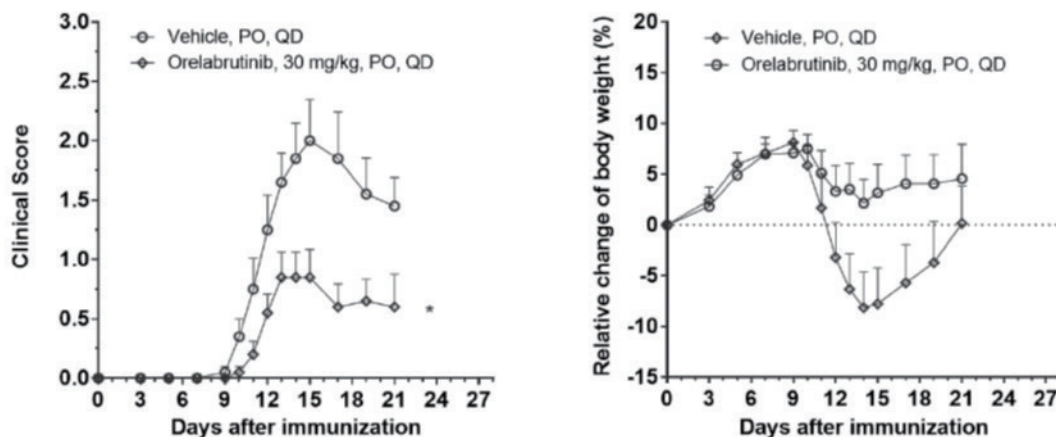 Clinical Score
3.0
2.5
2.0
1.5
1.0
0.5
0.0
Vehicle, PO, QD
Orelabrutinib, 30 mg/kg, PO, QD
*
0 3 6 9 12 15 18 21 24 27
Days after immunization
Relative change of body weight (%)
20
15
10
5
0
-5
-10
-15
Vehicle, PO, QD
Orelabrutinib, 30 mg/kg, PO, QD
0 3 6 9 12 15 18 21 24 27
Days after immunization